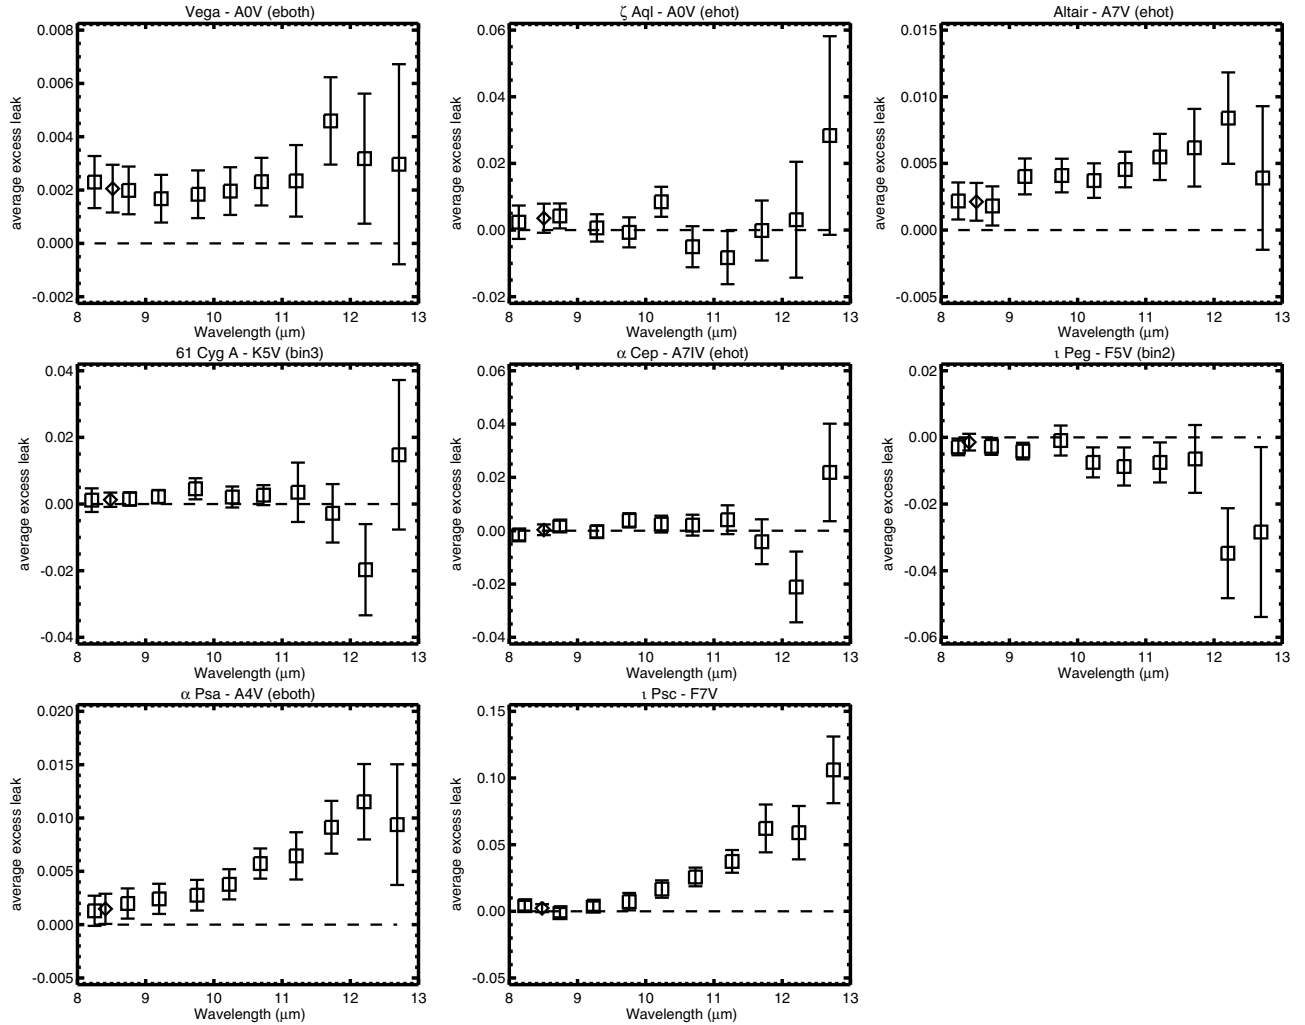 Vega - A0V (eboth)
0.008
0.006
0.004
0.002
0.000
-0.002
average excess leak
8 9 10 11 12 13
Wavelength (μm)
ζ Aql - A0V (ehot)
0.06
0.04
0.02
0.00
-0.02
average excess leak
8 9 10 11 12 13
Wavelength (μm)
Altair - A7V (ehot)
0.015
0.010
0.005
0.000
-0.005
average excess leak
8 9 10 11 12 13
Wavelength (μm)
61 Cyg A - K5V (bin3)
0.04
0.02
0.00
-0.02
-0.04
average excess leak
8 9 10 11 12 13
Wavelength (μm)
α Cep - A7IV (ehot)
0.06
0.04
0.02
0.00
-0.02
-0.04
average excess leak
8 9 10 11 12 13
Wavelength (μm)
ι Peg - F5V (bin2)
0.02
0.00
-0.02
-0.04
-0.06
average excess leak
8 9 10 11 12 13
Wavelength (μm)
α Psa - A4V (eboth)
0.020
0.015
0.010
0.005
0.000
-0.005
average excess leak
8 9 10 11 12 13
Wavelength (μm)
ι Psc - F7V
0.15
0.10
0.05
0.00
-0.05
average excess leak
8 9 10 11 12 13
Wavelength (μm)